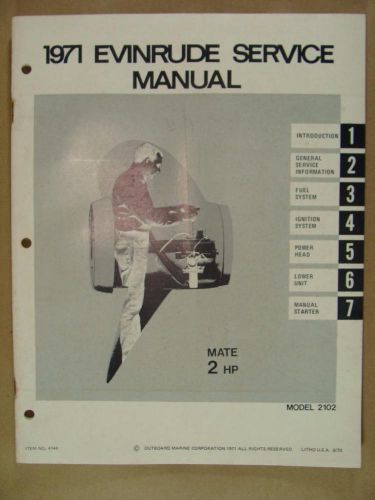 1971 EVINRUDE SERVICE
MANUAL
INTRODUCTION 1
GENERAL
SERVICE
INFORMATION 2
FUEL
SYSTEM 3
IGNITION
SYSTEM 4
POWER
HEAD 5
LOWER
UNIT 6
MANUAL
STARTER 7
MATE
2 HP
MODEL 2102
ITEM NO.
© OUTBOARD MARINE CORPORATION 1971 ALL RIGHTS RESERVED
LITHO U.S.A.